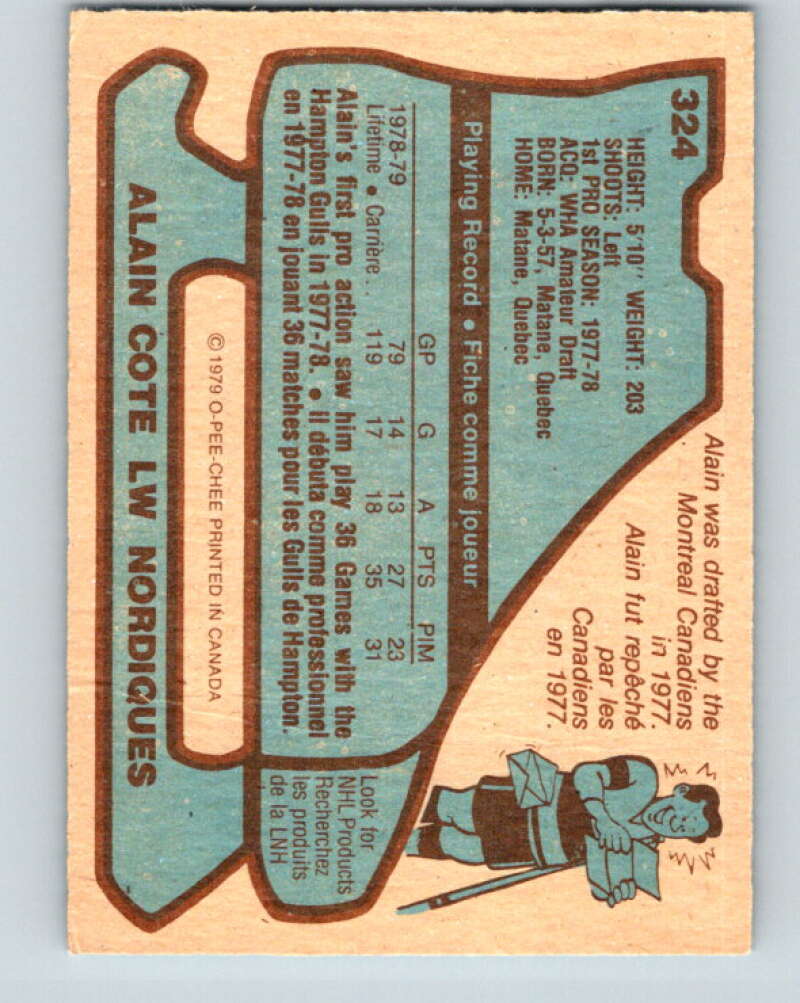 324
HEIGHT: 5'10" WEIGHT: 203
SHOOTS: Left
1st PRO SEASON: 1977-78
ACQ: WHA Amateur Draft
BORN: 5-3-57, Matane, Quebec
HOME: Matane, Quebec
Alain was drafted by the
Montreal Canadiens
in 1977.
Alain fut repêché
par les
Canadiens
en 1977.
Playing Record • Fiche comme joueur
GP G A PTS PIM
1978-79 79 14 13 27 23
Lifetime • Carrière . . 119 17 18 35 31
Alain's first pro action saw him play 36 Games with the
Hampton Gulls in 1977-78. • Il débuta comme professionnel
en 1977-78 en jouant 36 matches pour les Gulls de Hampton.
Look for
NHL Products
Recherchez
les produits
de la LNH
© 1979 O-PEE-CHEE PRINTED IN CANADA
ALAIN COTE LW NORDIQUES